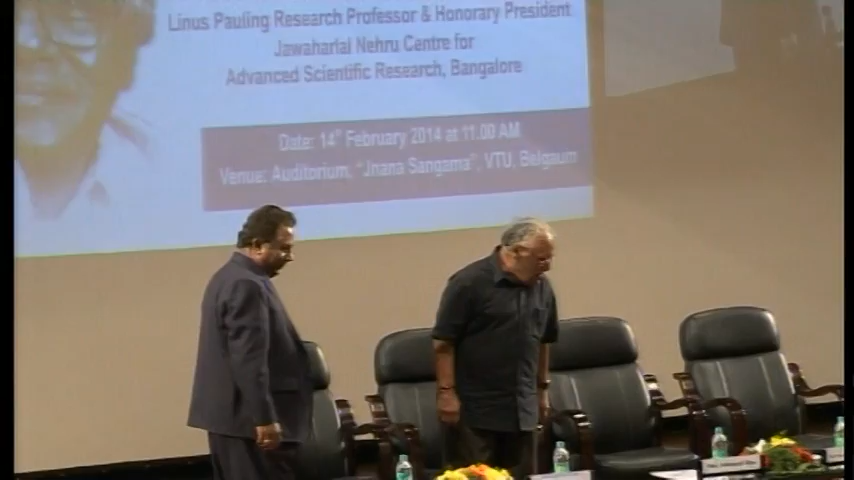 Linus Pauling Research Professor & Honorary President
Jawaharlal Nehru Centre for
Advanced Scientific Research, Bangalore
Date: 14th February 2014 at 11.00 AM
Venue: Auditorium, "Jnana Sangama", VTU, Belgaum